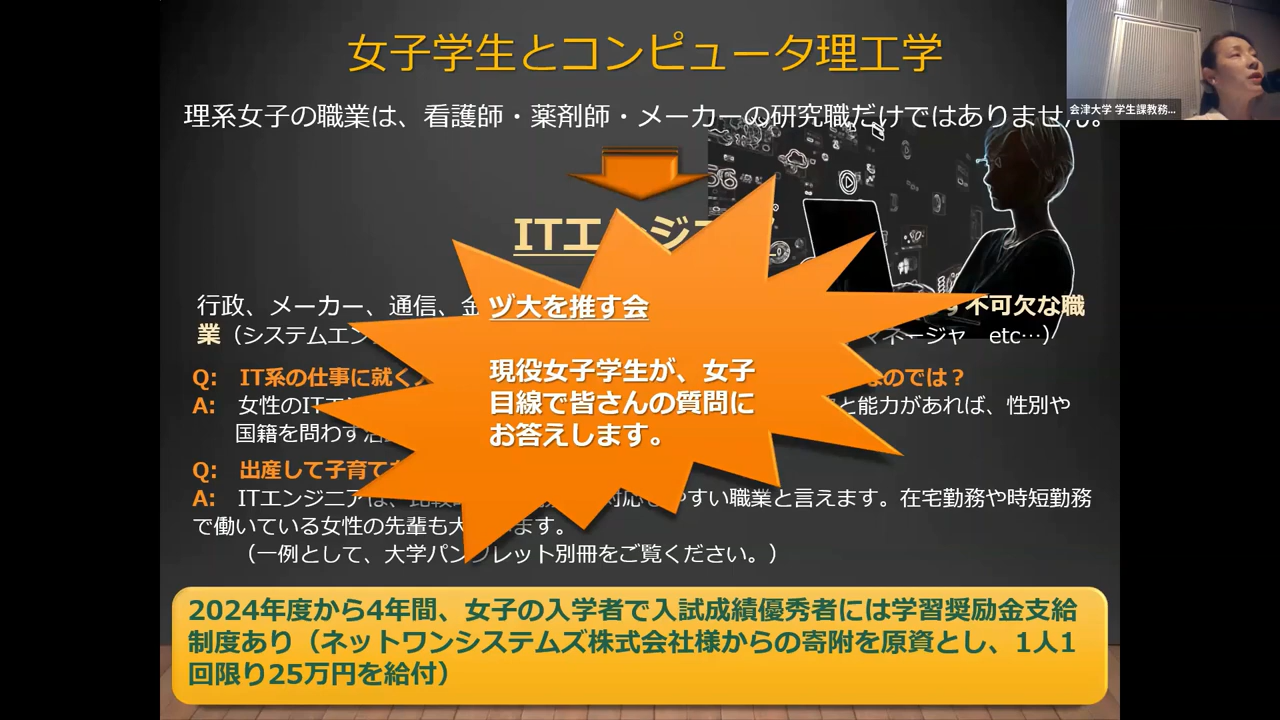 女子学生とコンピュータ理工学
会津大学 学生課教務...
理系女子の職業は、看護師・薬剤師・メーカーの研究職だけではありません。
ITエンジニア
行政、メーカー、通信、金
不可欠な職
業（システムエン
マネージャ etc…）
ヅ大を推す会
現役女子学生が、女子
目線で皆さんの質問に
お答えします。
Q: IT系の仕事に就く
なのでは？
A: 女性のITエン
と能力があれば、性別や
国籍を問わず活
Q: 出産して子育て
A: ITエンジニアは、比較
対応しやすい職業と言えます。在宅勤務や時短勤務
で働いている女性の先輩も大
ます。
（一例として、大学パンフレット別冊をご覧ください。）
2024年度から4年間、女子の入学者で入試成績優秀者には学習奨励金支給
制度あり（ネットワンシステムズ株式会社様からの寄附を原資とし、1人1
回限り25万円を給付）